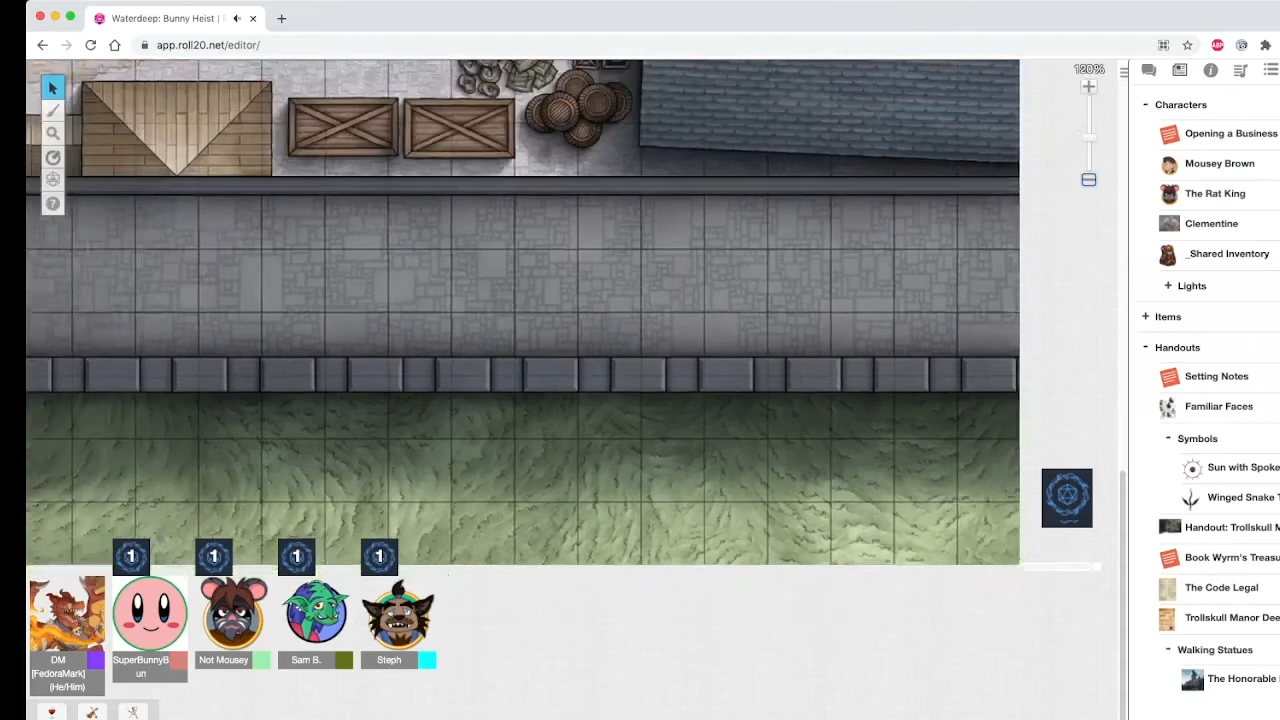 Waterdeep: Bunny Heist |
app.roll20.net/editor/
ABP
120%
Characters
Opening a Business
Mousey Brown
The Rat King
Clementine
_Shared Inventory
Lights
Items
Handouts
Setting Notes
Familiar Faces
Symbols
Sun with Spoke
Winged Snake T
Handout: Trollskull M
Book Wyrm's Treasu
The Code Legal
Trollskull Manor Dee
Walking Statues
The Honorable
1
1
1
1
DM
[FedoraMark]
(He/Him)
SuperBunnyB
un
Not Mousey
Sam B.
Steph